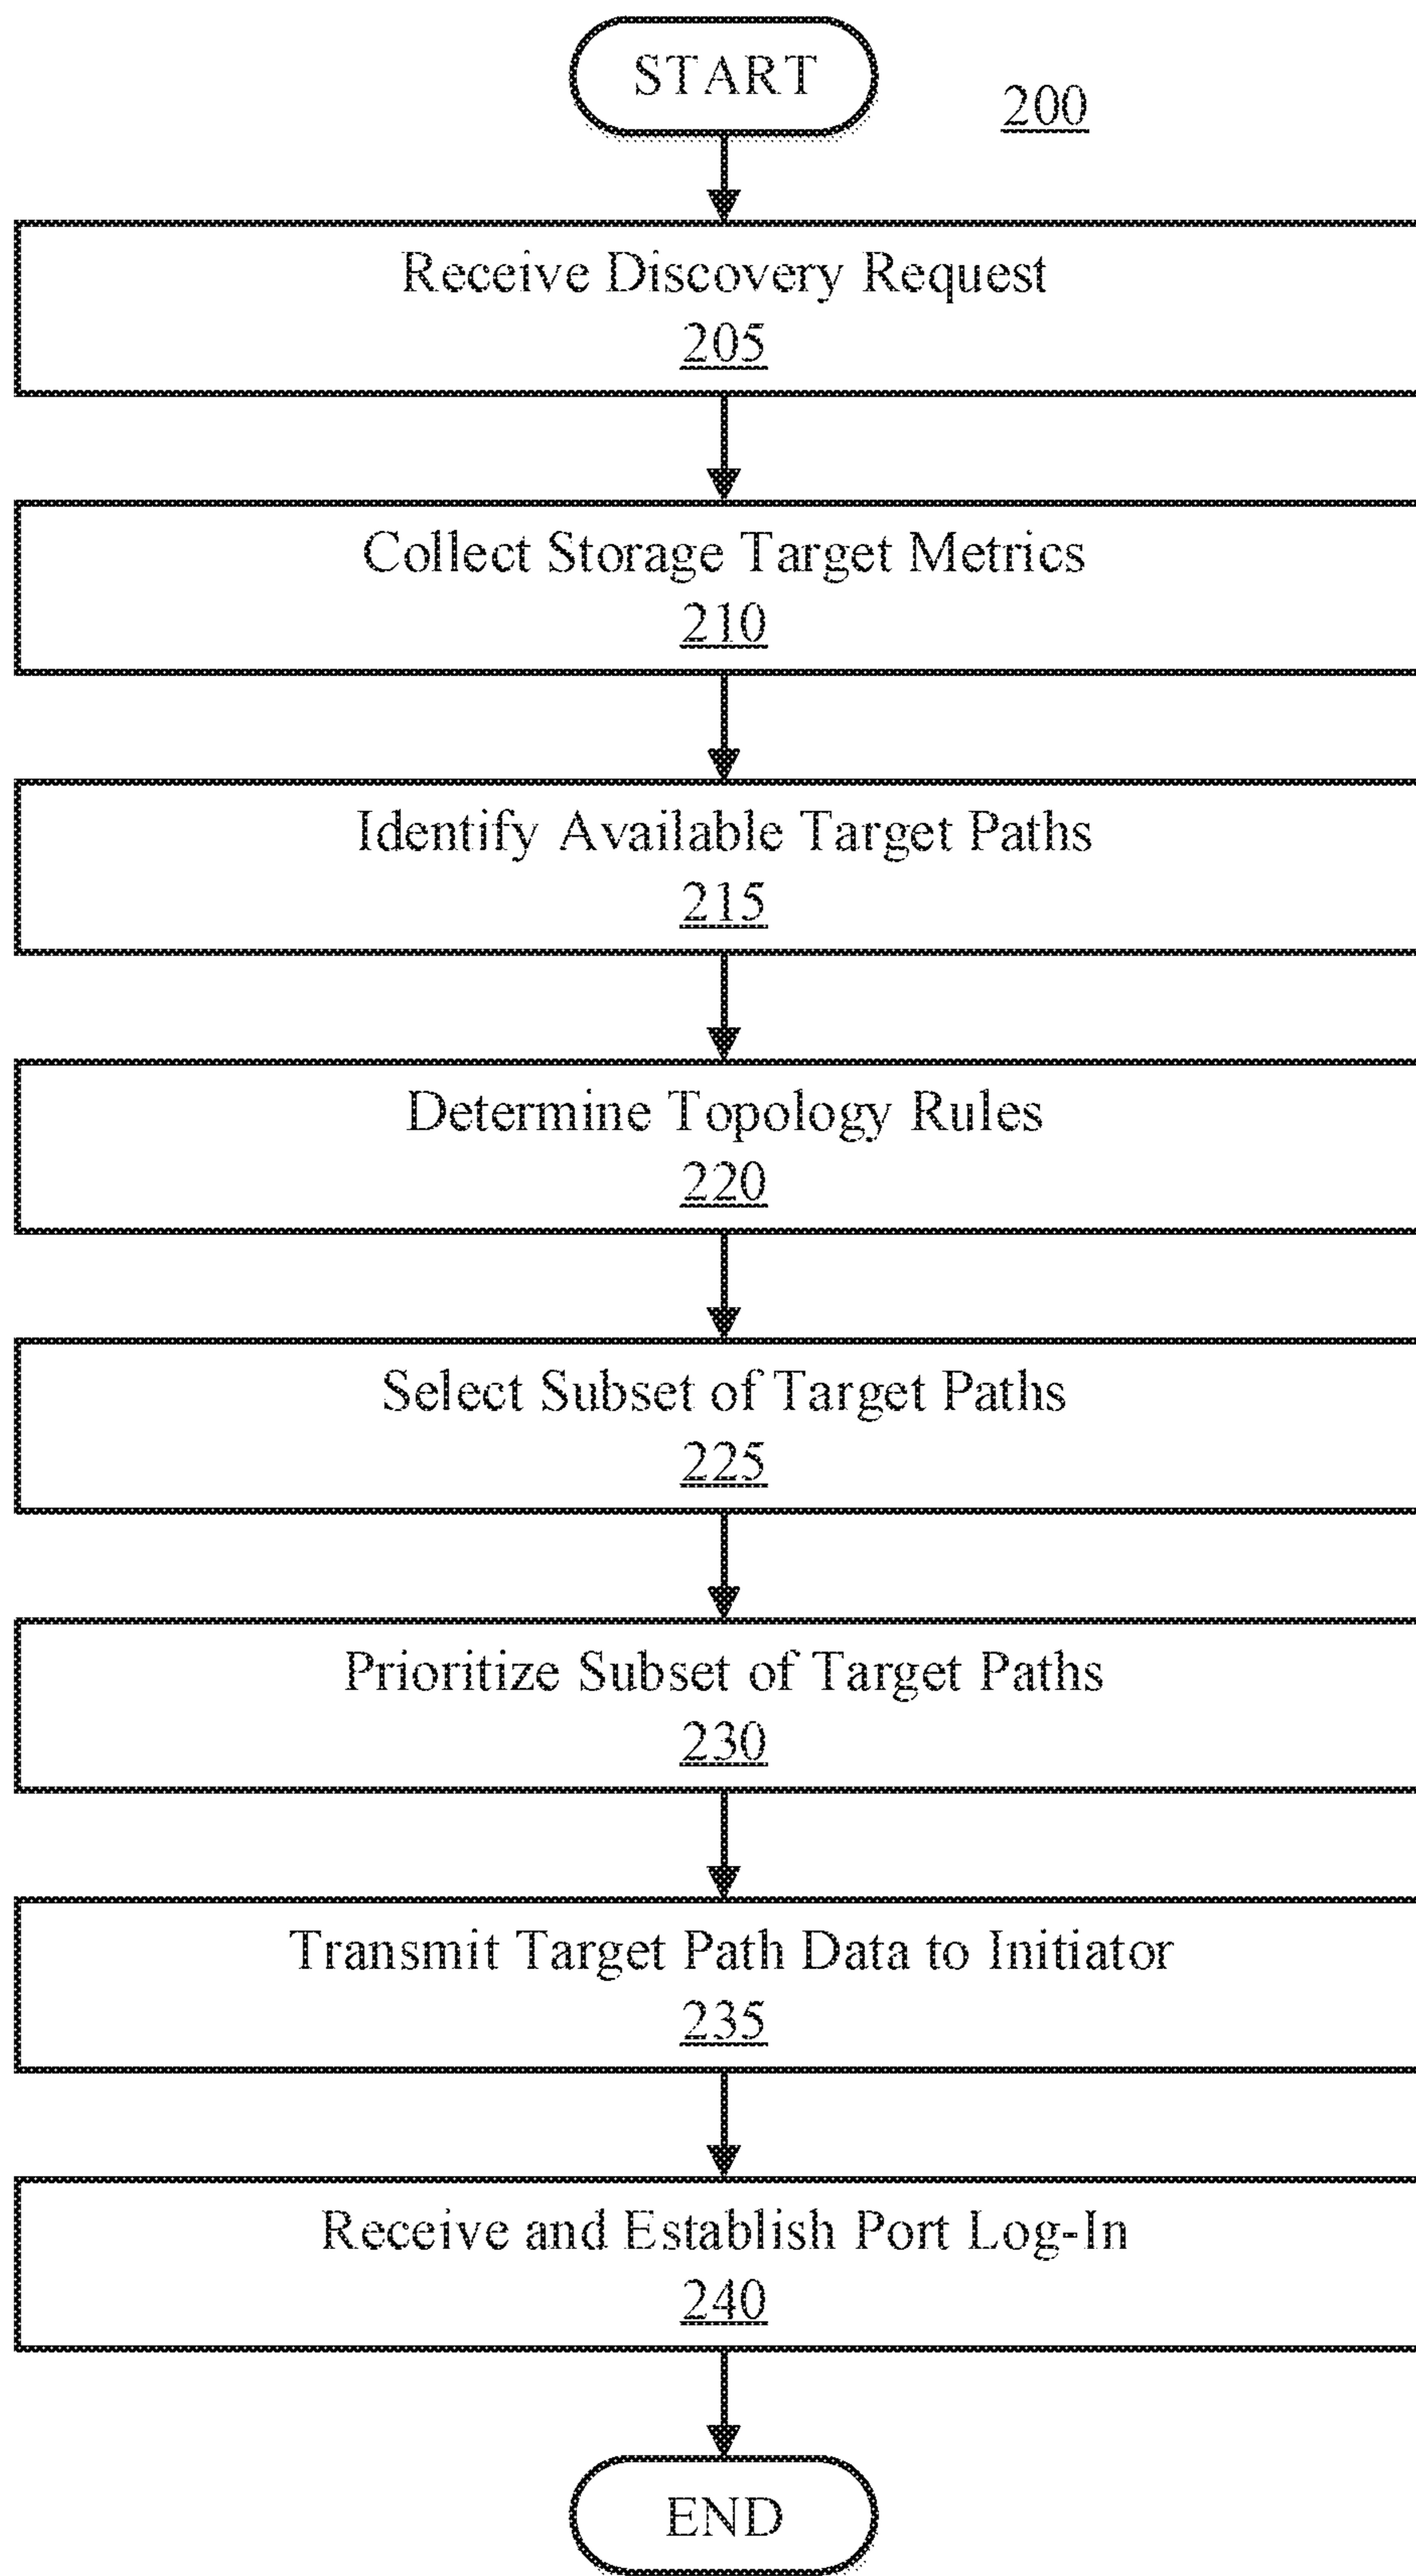 START
200
Receive Discovery Request
205
Collect Storage Target Metrics
210
Identify Available Target Paths
215
Determine Topology Rules
220
Select Subset of Target Paths
225
Prioritize Subset of Target Paths
230
Transmit Target Path Data to Initiator
235
Receive and Establish Port Log-In
240
END